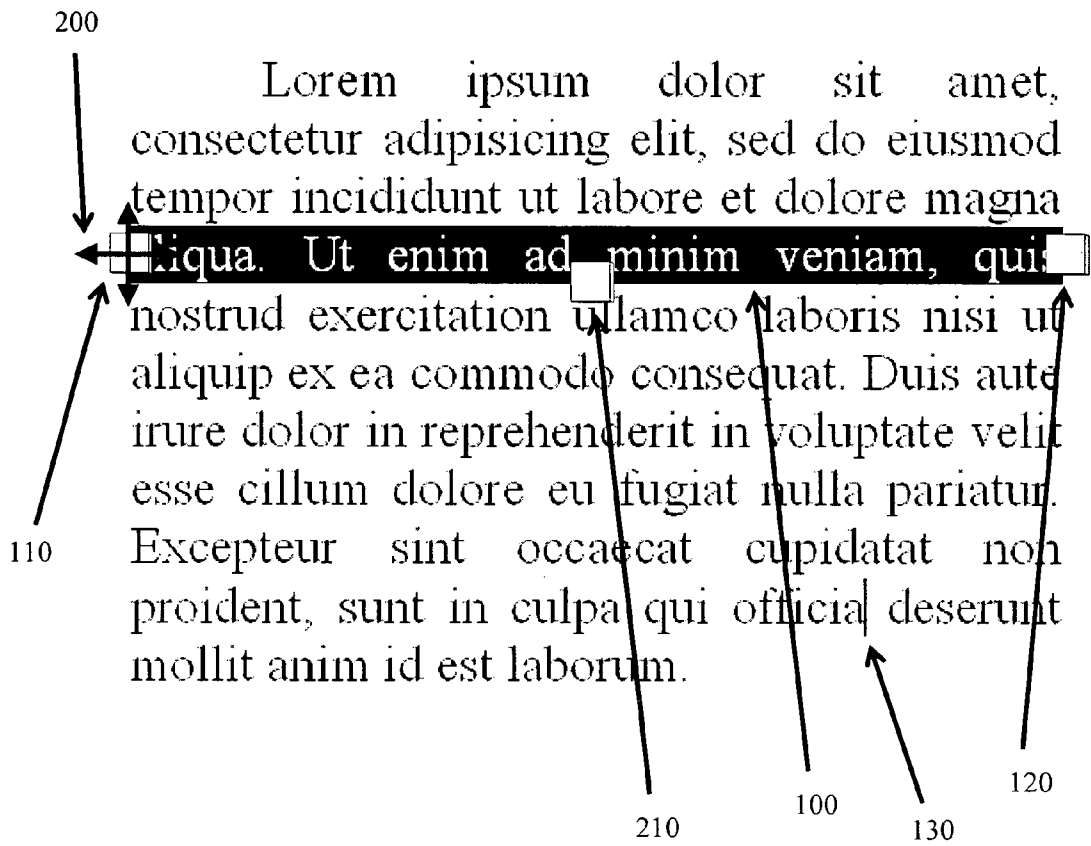 200
Lorem ipsum dolor sit amet,
consectetur adipisicing elit, sed do eiusmod
tempor incididunt ut labore et dolore magna
liqua. Ut enim ad minim veniam, quis
nostrud exercitation ullamco laboris nisi ut
aliquip ex ea commodo consequat. Duis aute
irure dolor in reprehenderit in voluptate velit
esse cillum dolore eu fugiat nulla pariatur.
110 Excepteur sint occaecat cupidatat non
proident, sunt in culpa qui officia deserunt
mollit anim id est laborum.
120
100
210 130